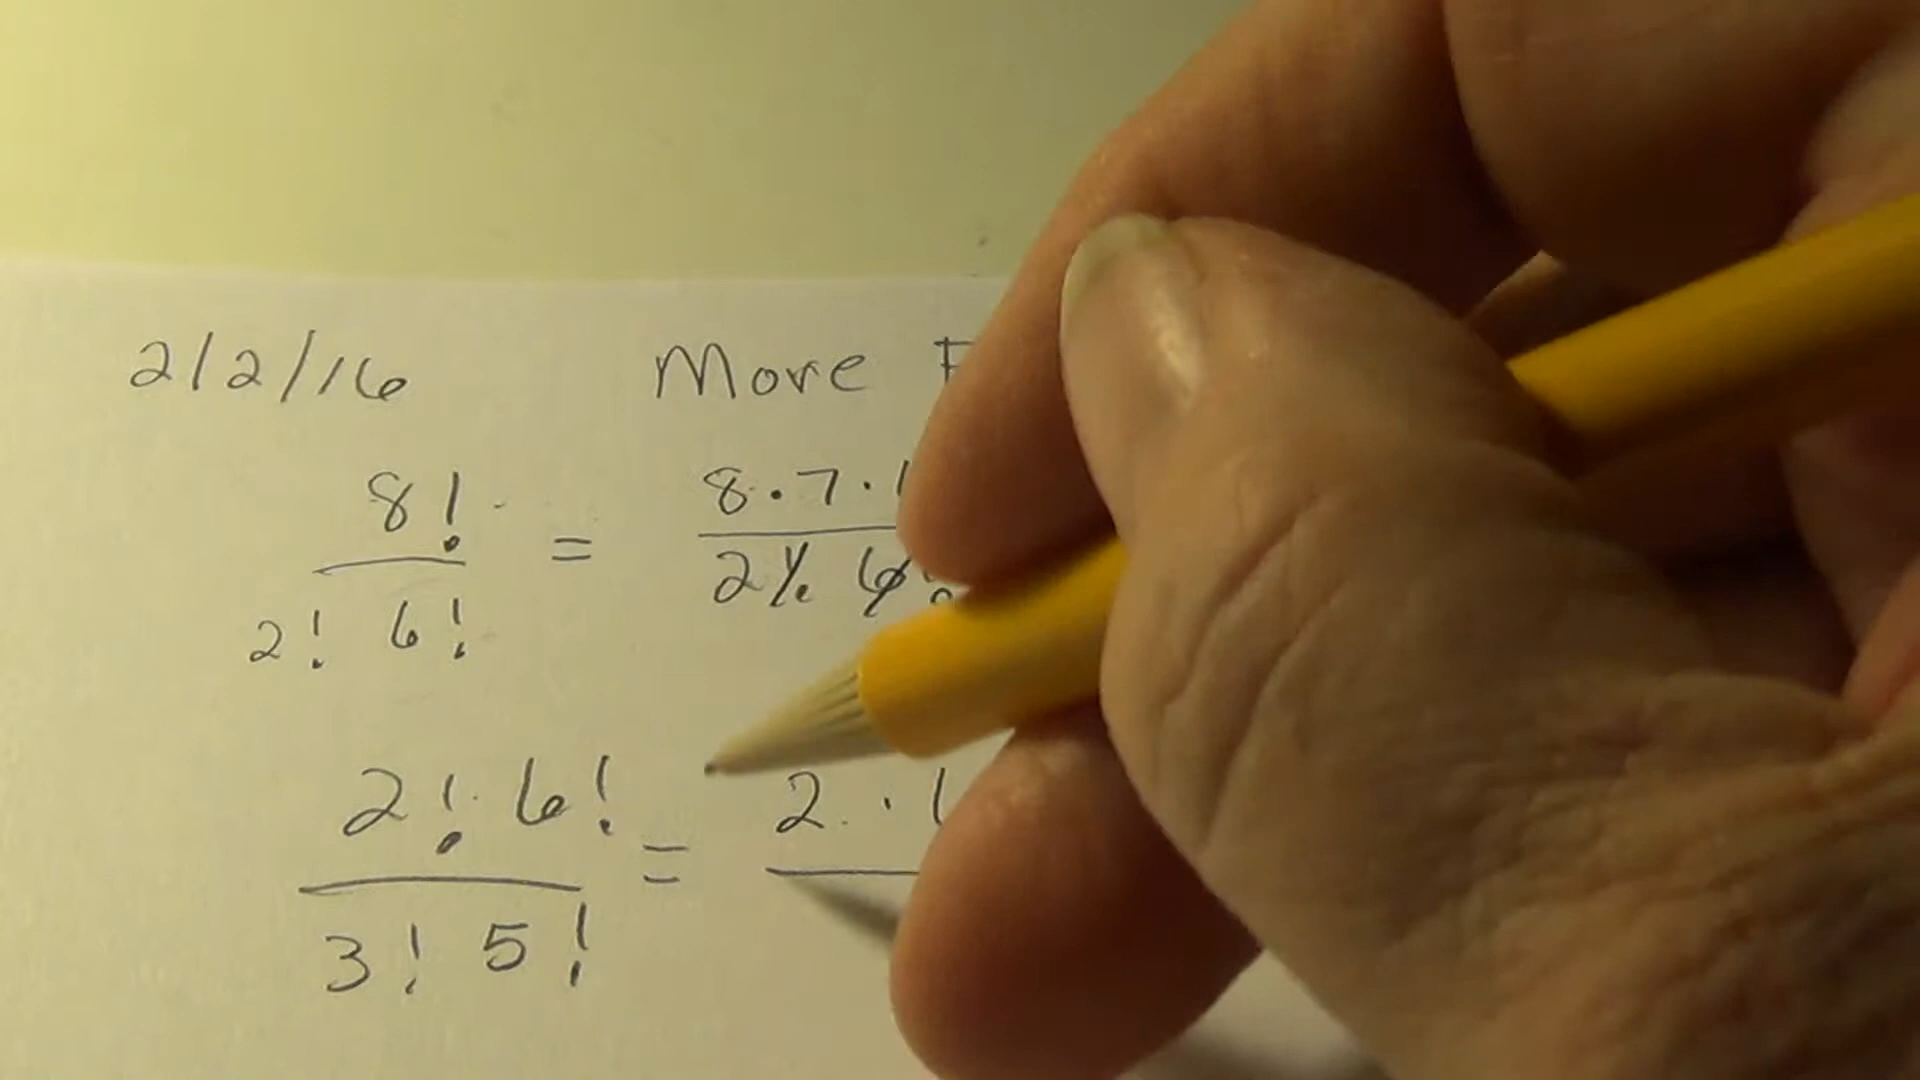 2/2/16 More
8! / 2! 6! = 8 · 7 · / 2! 6!
2! 6! / 3! 5! = 2 ·